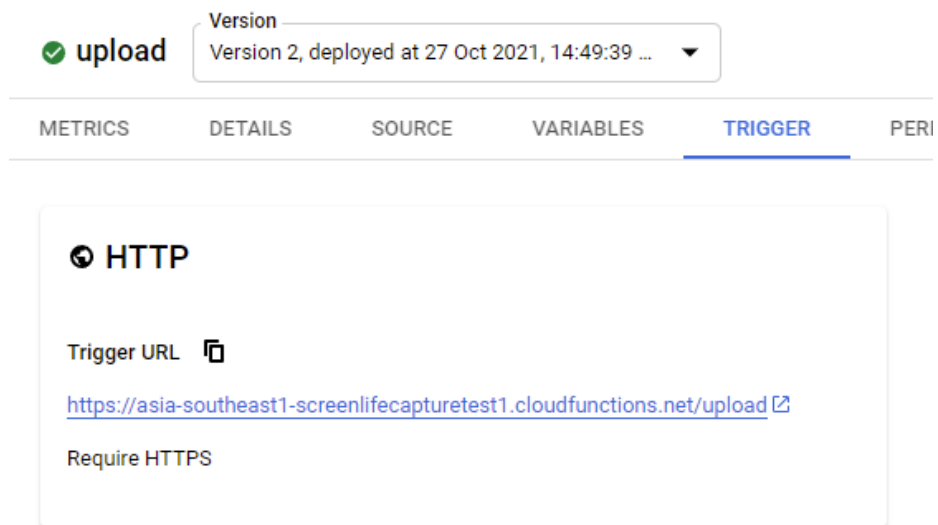 Version
upload
Version 2, deployed at 27 Oct 2021, 14:49:39 ...
METRICS DETAILS SOURCE VARIABLES TRIGGER
HTTP
Trigger URL
https://asia-southeast1-screenlifecapturetest1.cloudfunctions.net/upload
Require HTTPS